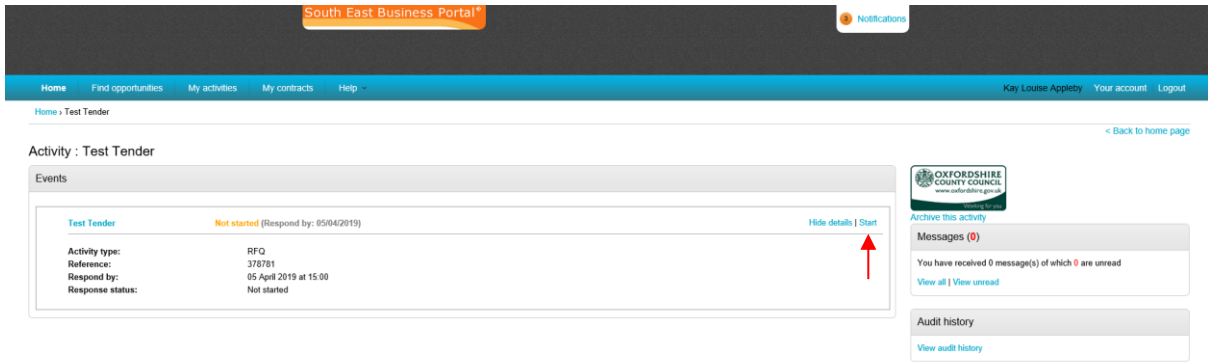 South East Business Portal
3 Notifications
Home Find opportunities My activities My contracts Help Kay Louise Appleby Your account Logout
Home › Test Tender
< Back to home page
Activity : Test Tender
Events
Test Tender Not started (Respond by: 05/04/2019) Hide details | Start
Activity type: RFQ
Reference: 378781
Respond by: 05 April 2019 at 15:00
Response status: Not started
OXFORDSHIRE
COUNTY COUNCIL
www.oxfordshire.gov.uk
Working for you
Archive this activity
Messages (0)
You have received 0 message(s) of which 0 are unread
View all | View unread
Audit history
View audit history